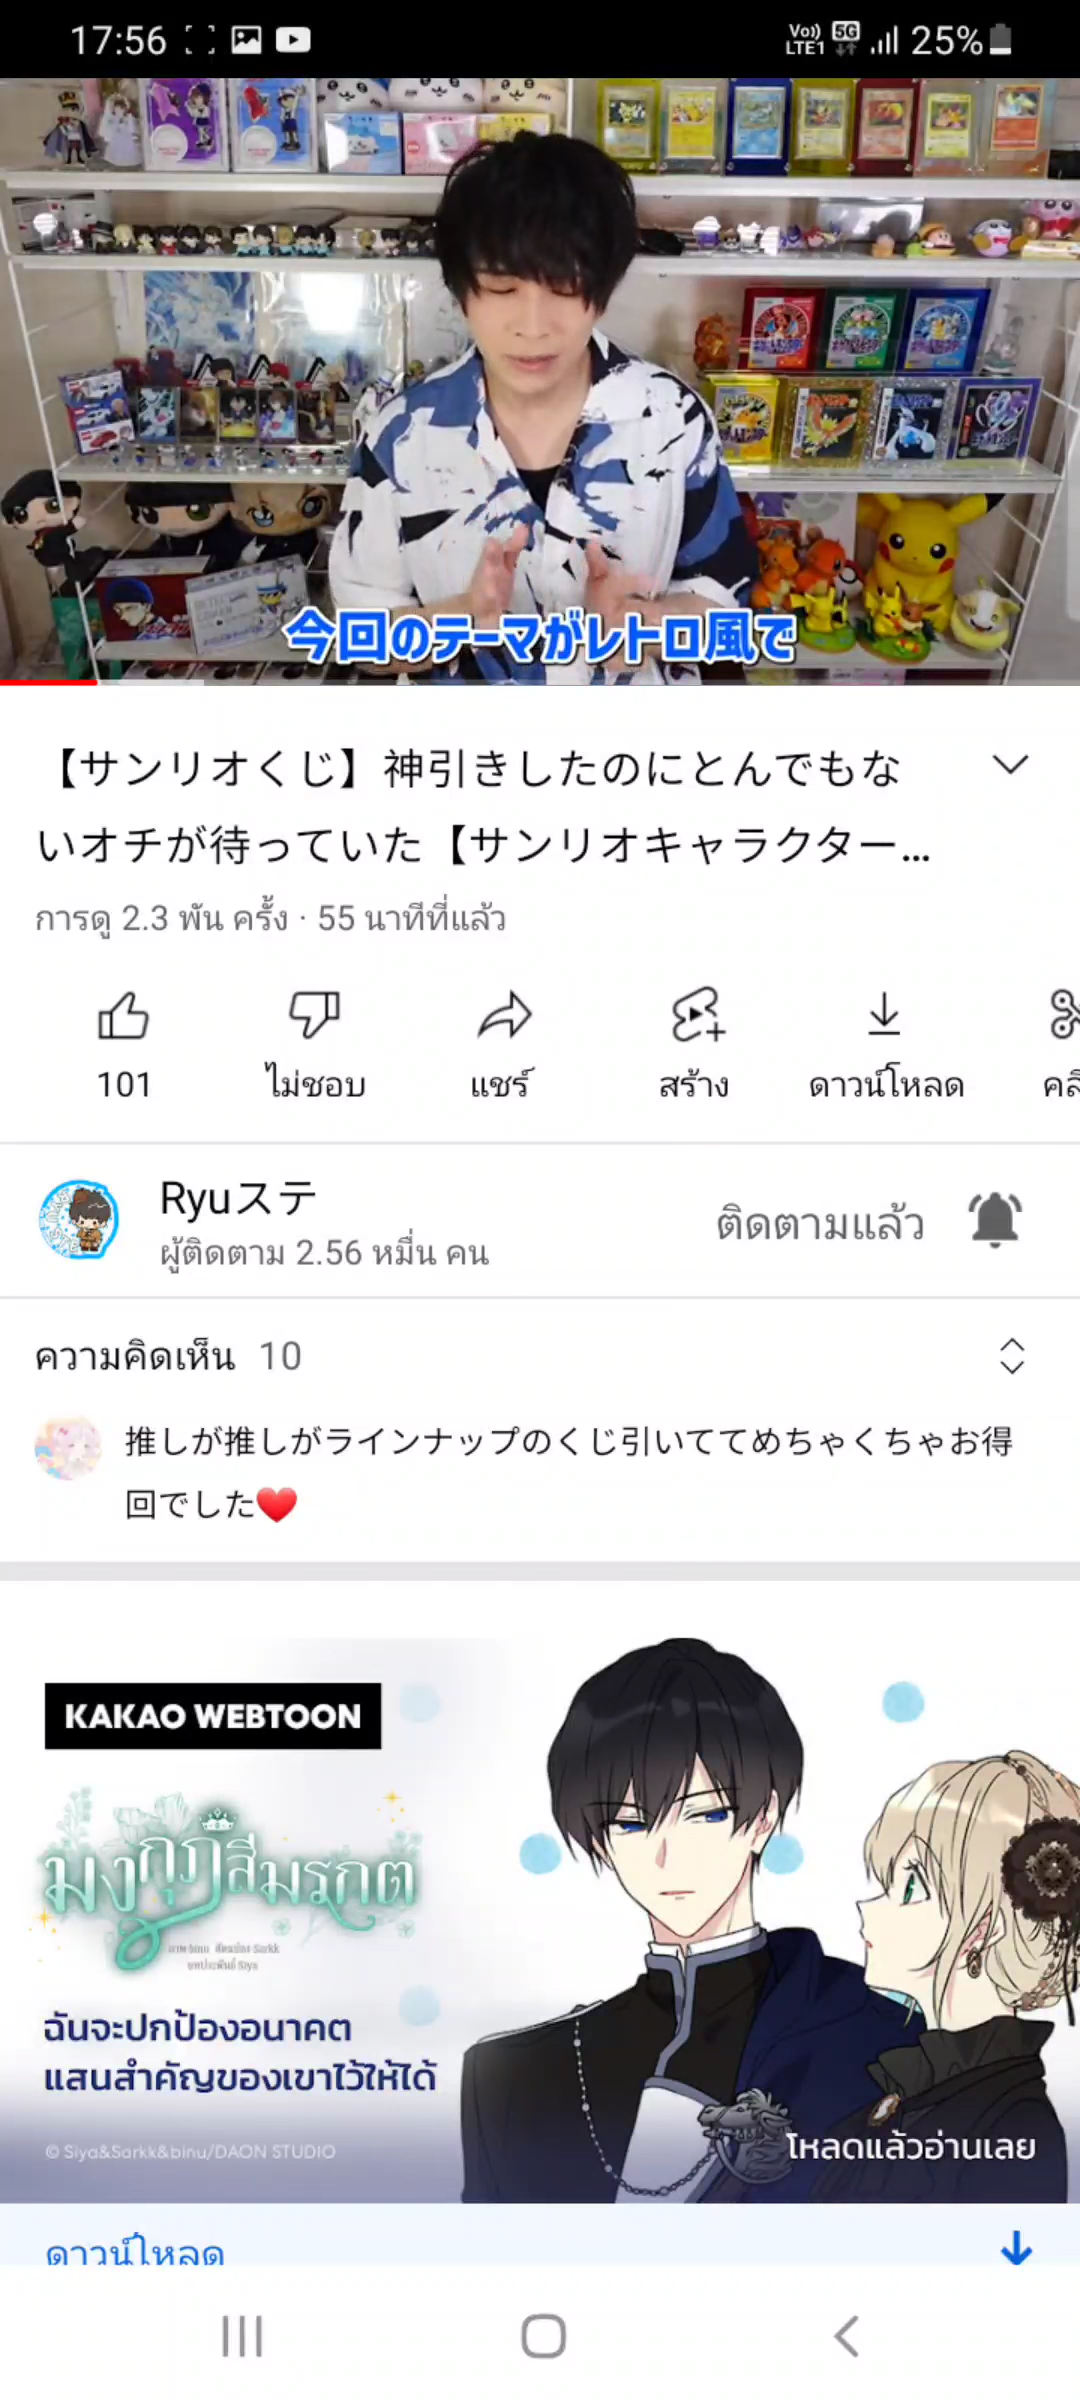 17:56
Vo))
LTE1
5G
25%
今回のテーマがレトロ風で
【サンリオくじ】神引きしたのにとんでもな
いオチが待っていた【サンリオキャラクター...
การดู 2.3 พัน ครั้ง · 55 นาทีที่แล้ว
101
ไม่ชอบ
แชร์
สร้าง
ดาวน์โหลด
คลิ
Ryuステ
ผู้ติดตาม 2.56 หมื่น คน
ติดตามแล้ว
ความคิดเห็น 10
推しが推しがラインナップのくじ引いててめちゃくちゃお得
回でした❤️
KAKAO WEBTOON
มงกุฎสีมรกต
ฉันจะปกป้องอนาคต
แสนสำคัญของเขาไว้ให้ได้
© Siya&Sarkk&binu/DAON STUDIO
โหลดแล้วอ่านเลย
ดาวน์โหลด